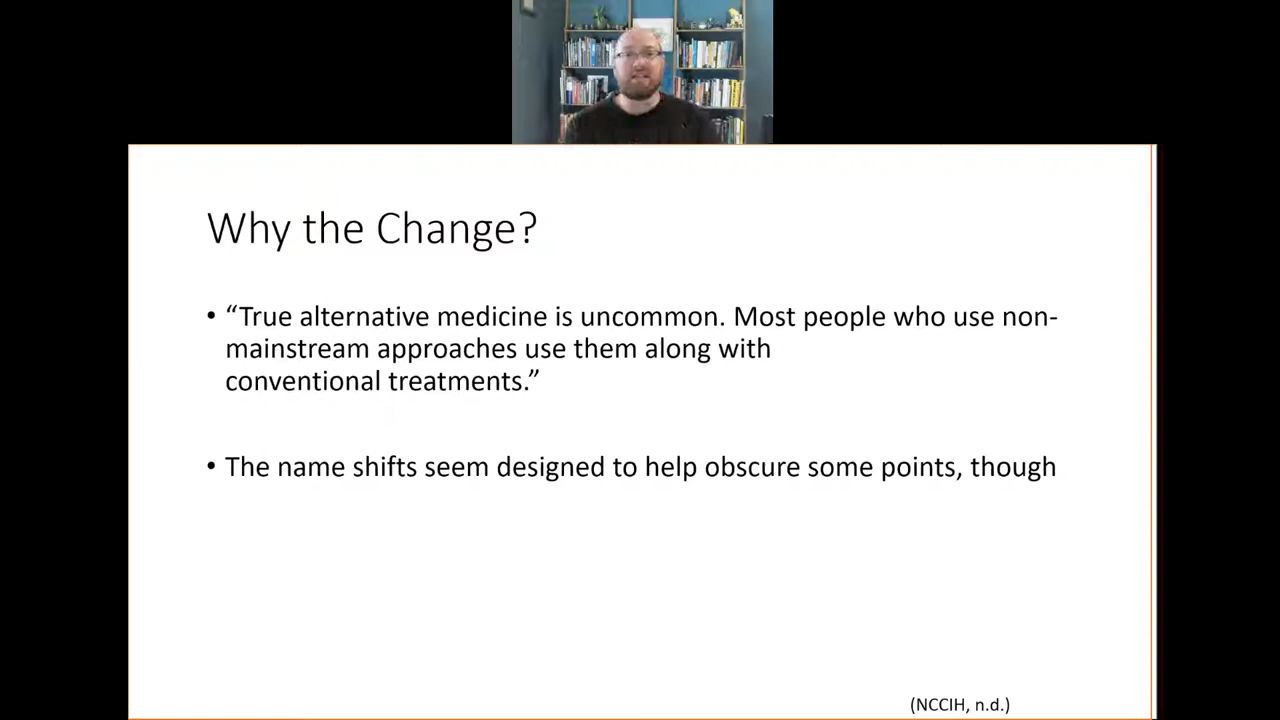 Why the Change?
• “True alternative medicine is uncommon. Most people who use non-
mainstream approaches use them along with
conventional treatments.”
• The name shifts seem designed to help obscure some points, though
(NCCIH, n.d.)